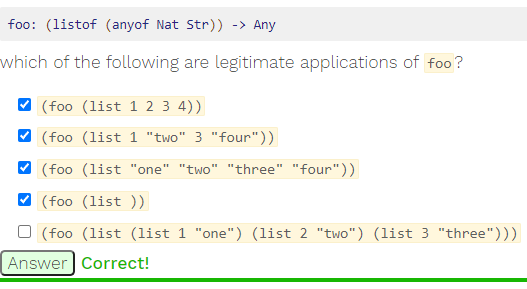 foo: (listof (anyof Nat Str)) -> Any
which of the following are legitimate applications of foo?
(foo (list 1 2 3 4))
(foo (list 1 "two" 3 "four"))
(foo (list "one" "two" "three" "four"))
(foo (list ))
(foo (list (list 1 "one") (list 2 "two") (list 3 "three")))
Answer Correct!